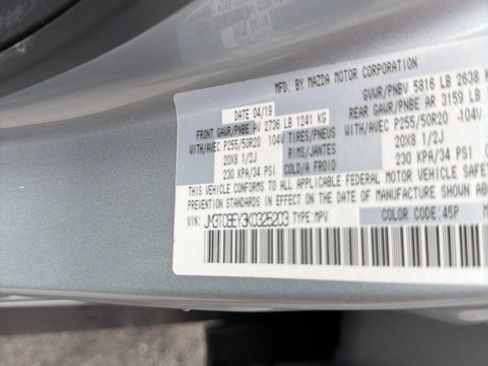 MFD. BY MAZDA MOTOR CORPORATION
DATE 04/19 GVWR/PNBV 5816 LB 2638
FRONT GAWR/PNBE AV 2736 LB 1241 KG REAR GAWR/PNBE AR 3159 LB
WITH/AVEC P255/50R20 104V TIRES/PNEUS WITH/AVEC P255/50R20 104V
20X8 1/2J RIMS/JANTES 20X8 1/2J
230 KPA/34 PSI COLD/A FROID 230 KPA/34 PSI
THIS VEHICLE CONFORMS TO ALL APPLICABLE FEDERAL MOTOR VEHICLE
STANDARDS IN EFFECT ON THE DATE OF MANUFACTURE SHOWN ABO
/PRESCRIBED
VIN: JM3TCBEY3K0325203 TYPE:MPV COLOR CODE:45P